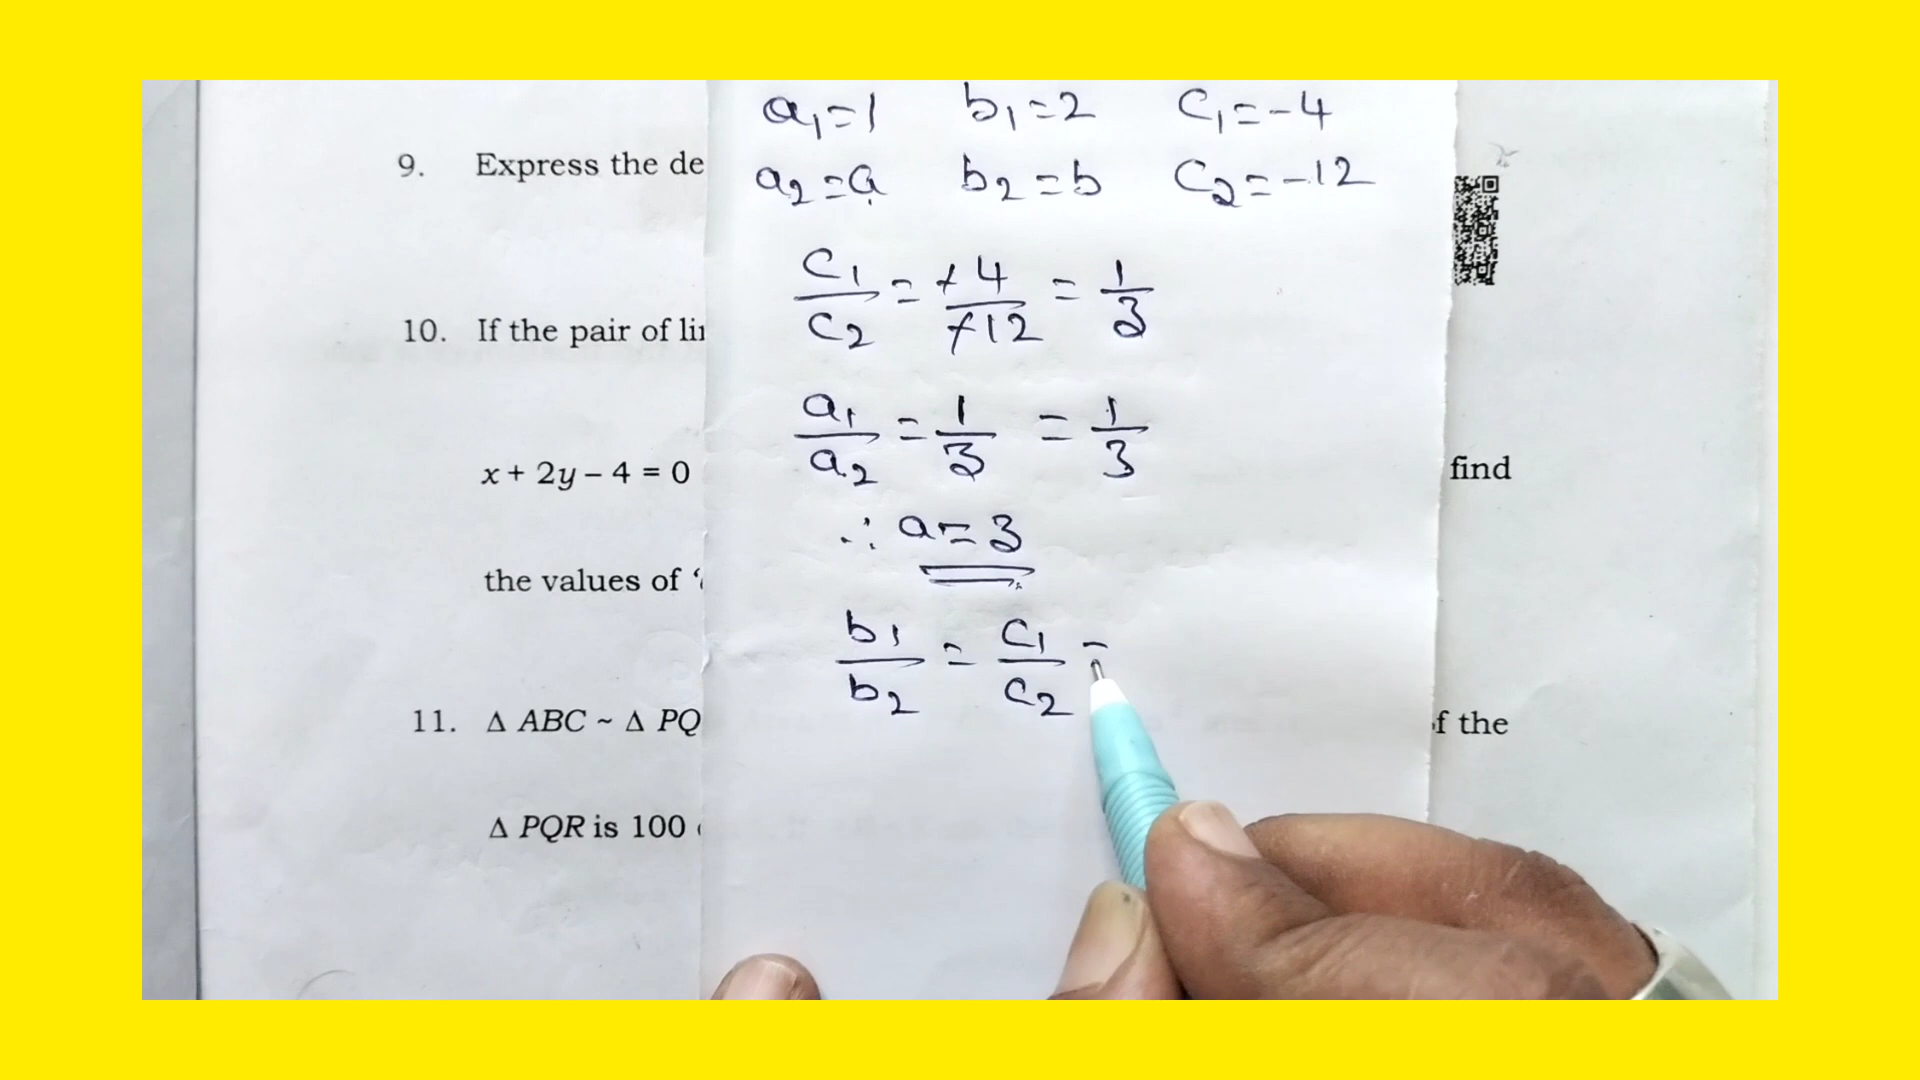 a₁=1 b₁=2 c₁=-4
9. Express the
a₂=a b₂=b c₂=-12
c₁/c₂ = -4/-12 = 1/3
10. If the pair of
a₁/a₂ = 1/3 = 1/3
x + 2y – 4 = 0 find
∴ a=3
the values of
b₁/b₂ = c₁/c₂ =
11. Δ ABC ~ Δ PQ the
Δ PQR is 100